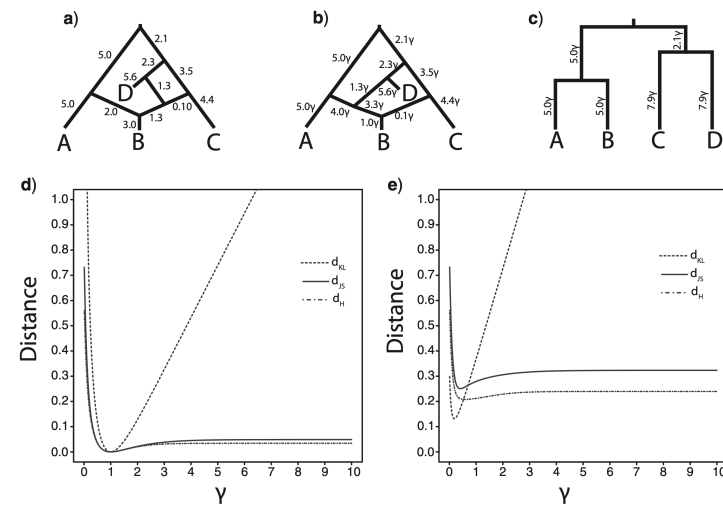 a)
2.1
5.0
2.3
3.5
5.6
D
1.3
5.0
2.0
0.10
4.4
3.0
1.3
A
B
C
b)
2.1γ
5.0γ
2.3γ
3.5γ
1.3γ
5.6γ
D
5.0γ
4.0γ
3.3γ
4.4γ
1.0γ
0.1γ
A
B
C
c)
5.0γ
2.1γ
5.0γ
5.0γ
7.9γ
7.9γ
A
B
C
D
d)
1.0
0.9
0.8
0.7
0.6
0.5
0.4
0.3
0.2
0.1
0.0
Distance
dKL
dJS
dH
0 1 2 3 4 5 6 7 8 9 10
γ
e)
1.0
0.9
0.8
0.7
0.6
0.5
0.4
0.3
0.2
0.1
0.0
Distance
dKL
dJS
dH
0 1 2 3 4 5 6 7 8 9 10
γ